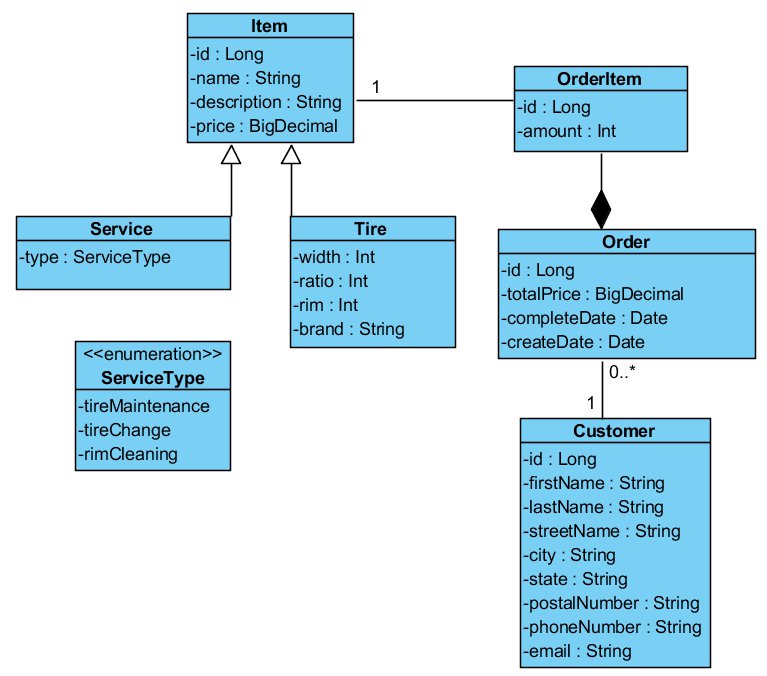 Item
-id : Long
-name : String
-description : String
-price : BigDecimal
1
OrderItem
-id : Long
-amount : Int
Service
-type : ServiceType
Tire
-width : Int
-ratio : Int
-rim : Int
-brand : String
Order
-id : Long
-totalPrice : BigDecimal
-completeDate : Date
-createDate : Date
<<enumeration>>
ServiceType
-tireMaintenance
-tireChange
-rimCleaning
0..*
1
Customer
-id : Long
-firstName : String
-lastName : String
-streetName : String
-city : String
-state : String
-postalNumber : String
-phoneNumber : String
-email : String